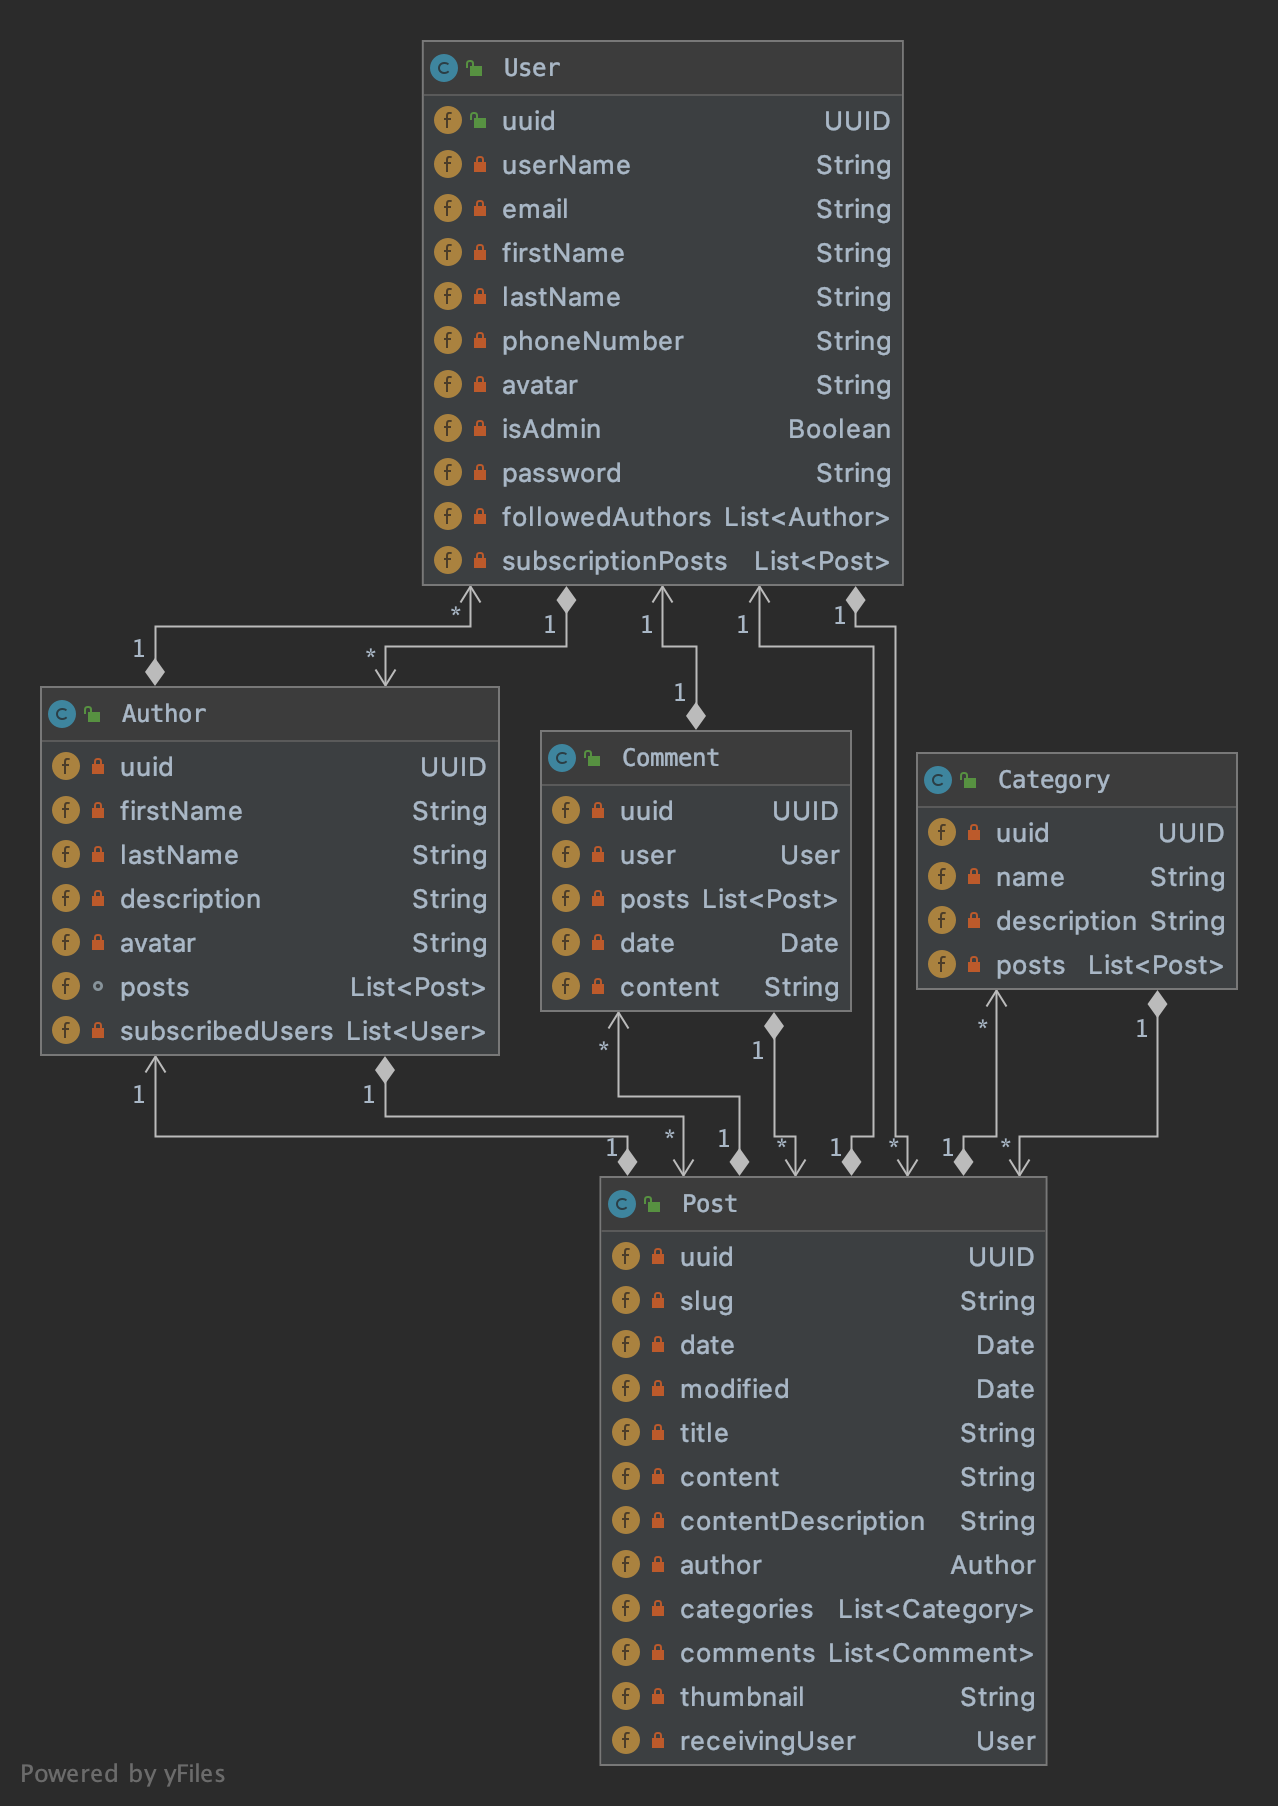 User
uuid UUID
userName String
email String
firstName String
lastName String
phoneNumber String
avatar String
isAdmin Boolean
password String
followedAuthors List<Author>
subscriptionPosts List<Post>
* 1 1 1 1
1 * 1
Author
uuid UUID
firstName String
lastName String
description String
avatar String
posts List<Post>
subscribedUsers List<User>
Comment
uuid UUID
user User
posts List<Post>
date Date
content String
Category
uuid UUID
name String
description String
posts List<Post>
1 1 * 1 * 1
1 * 1 * 1 * 1 *
Post
uuid UUID
slug String
date Date
modified Date
title String
content String
contentDescription String
author Author
categories List<Category>
comments List<Comment>
thumbnail String
receivingUser User
Powered by yFiles